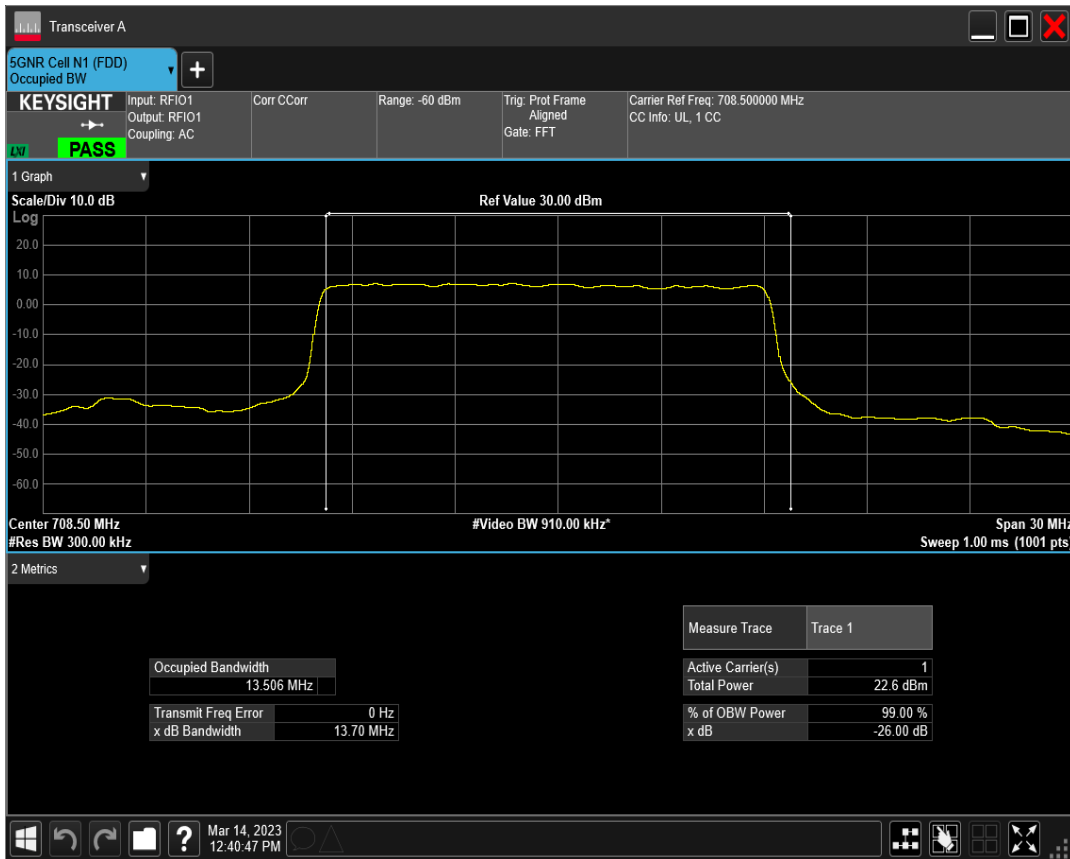 Transceiver A
5GNR Cell N1 (FDD)
Occupied BW
+
KEYSIGHT
LXI
PASS
Input: RFIO1
Output: RFIO1
Coupling: AC
Corr CCorr
Range: -60 dBm
Trig: Prot Frame
Aligned
Gate: FFT
Carrier Ref Freq: 708.500000 MHz
CC Info: UL, 1 CC
1 Graph
Scale/Div 10.0 dB
Ref Value 30.00 dBm
Log
20.0
10.0
0.00
-10.0
-20.0
-30.0
-40.0
-50.0
-60.0
Center 708.50 MHz
#Video BW 910.00 kHz*
Span 30 MHz
#Res BW 300.00 kHz
Sweep 1.00 ms (1001 pts)
2 Metrics
Measure Trace Trace 1
Occupied Bandwidth
13.506 MHz
Active Carrier(s) 1
Total Power 22.6 dBm
Transmit Freq Error 0 Hz
x dB Bandwidth 13.70 MHz
% of OBW Power 99.00 %
x dB -26.00 dB
?
Mar 14, 2023
12:40:47 PM